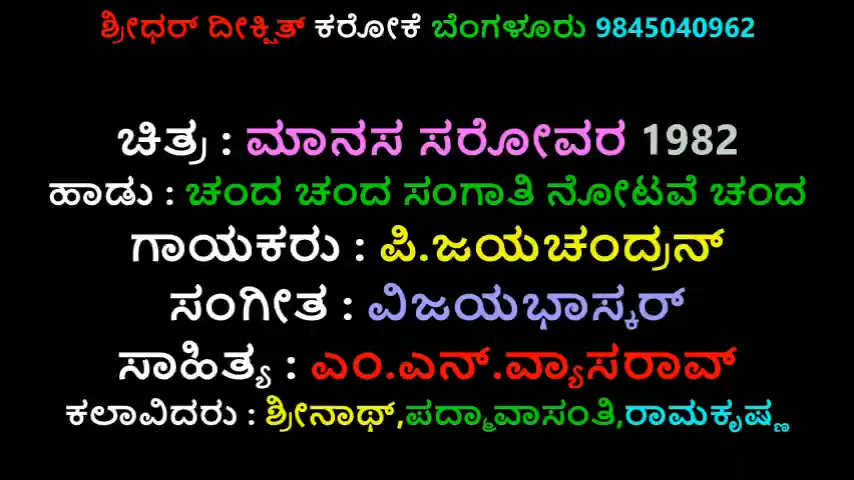 ಶ್ರೀಧರ್ ದೀಕ್ಷಿತ್ ಕರೋಕೆ ಬೆಂಗಳೂರು 9845040962
ಚಿತ್ರ : ಮಾನಸ ಸರೋವರ 1982
ಹಾಡು : ಚಂದ ಚಂದ ಸಂಗಾತಿ ನೋಟವೆ ಚಂದ
ಗಾಯಕರು : ಪಿ.ಜಯಚಂದ್ರನ್
ಸಂಗೀತ : ವಿಜಯಭಾಸ್ಕರ್
ಸಾಹಿತ್ಯ : ಎಂ.ಎನ್.ವ್ಯಾಸರಾವ್
ಕಲಾವಿದರು : ಶ್ರೀನಾಥ್,ಪದ್ಮಾವಾಸಂತಿ,ರಾಮಕೃಷ್ಣ